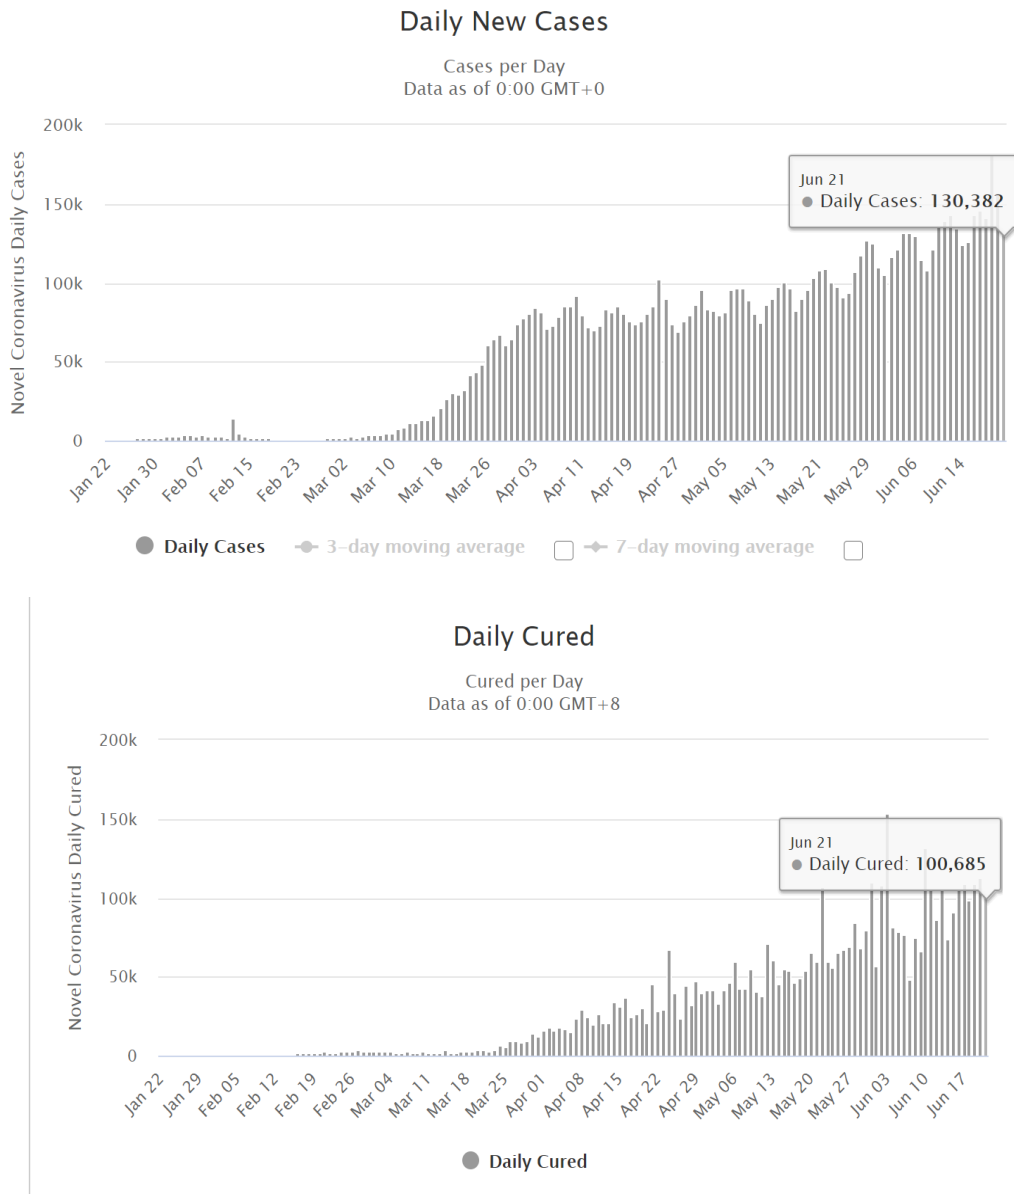 Daily New Cases
Cases per Day
Data as of 0:00 GMT+0
Novel Coronavirus Daily Cases
200k
150k
100k
50k
0
Jun 21
Daily Cases: 130,382
Jan 22
Jan 30
Feb 07
Feb 15
Feb 23
Mar 02
Mar 10
Mar 18
Mar 26
Apr 03
Apr 11
Apr 19
Apr 27
May 05
May 13
May 21
May 29
Jun 06
Jun 14
Daily Cases
3-day moving average
7-day moving average
Daily Cured
Cured per Day
Data as of 0:00 GMT+8
Novel Coronavirus Daily Cured
200k
150k
100k
50k
0
Jun 21
Daily Cured: 100,685
Jan 22
Jan 29
Feb 05
Feb 12
Feb 19
Feb 26
Mar 04
Mar 11
Mar 18
Mar 25
Apr 01
Apr 08
Apr 15
Apr 22
Apr 29
May 06
May 13
May 20
May 27
Jun 03
Jun 10
Jun 17
Daily Cured